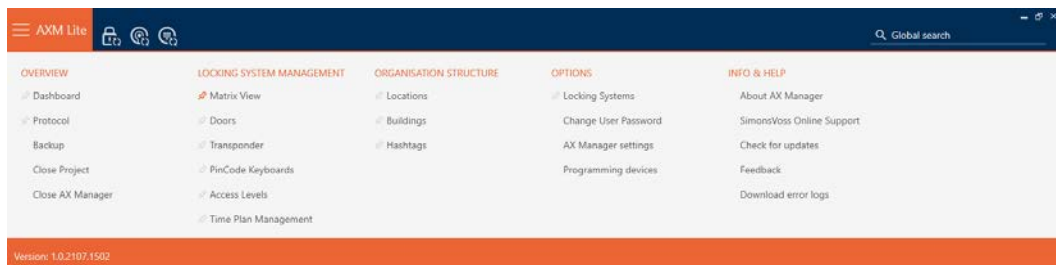 AXM Lite
Global search
OVERVIEW
Dashboard
Protocol
Backup
Close Project
Close AX Manager
LOCKING SYSTEM MANAGEMENT
Matrix View
Doors
Transponder
PinCode Keyboards
Access Levels
Time Plan Management
ORGANISATION STRUCTURE
Locations
Buildings
Hashtags
OPTIONS
Locking Systems
Change User Password
AX Manager settings
Programming devices
INFO & HELP
About AX Manager
SimonsVoss Online Support
Check for updates
Feedback
Download error logs
Version: 1.0.2107.1502